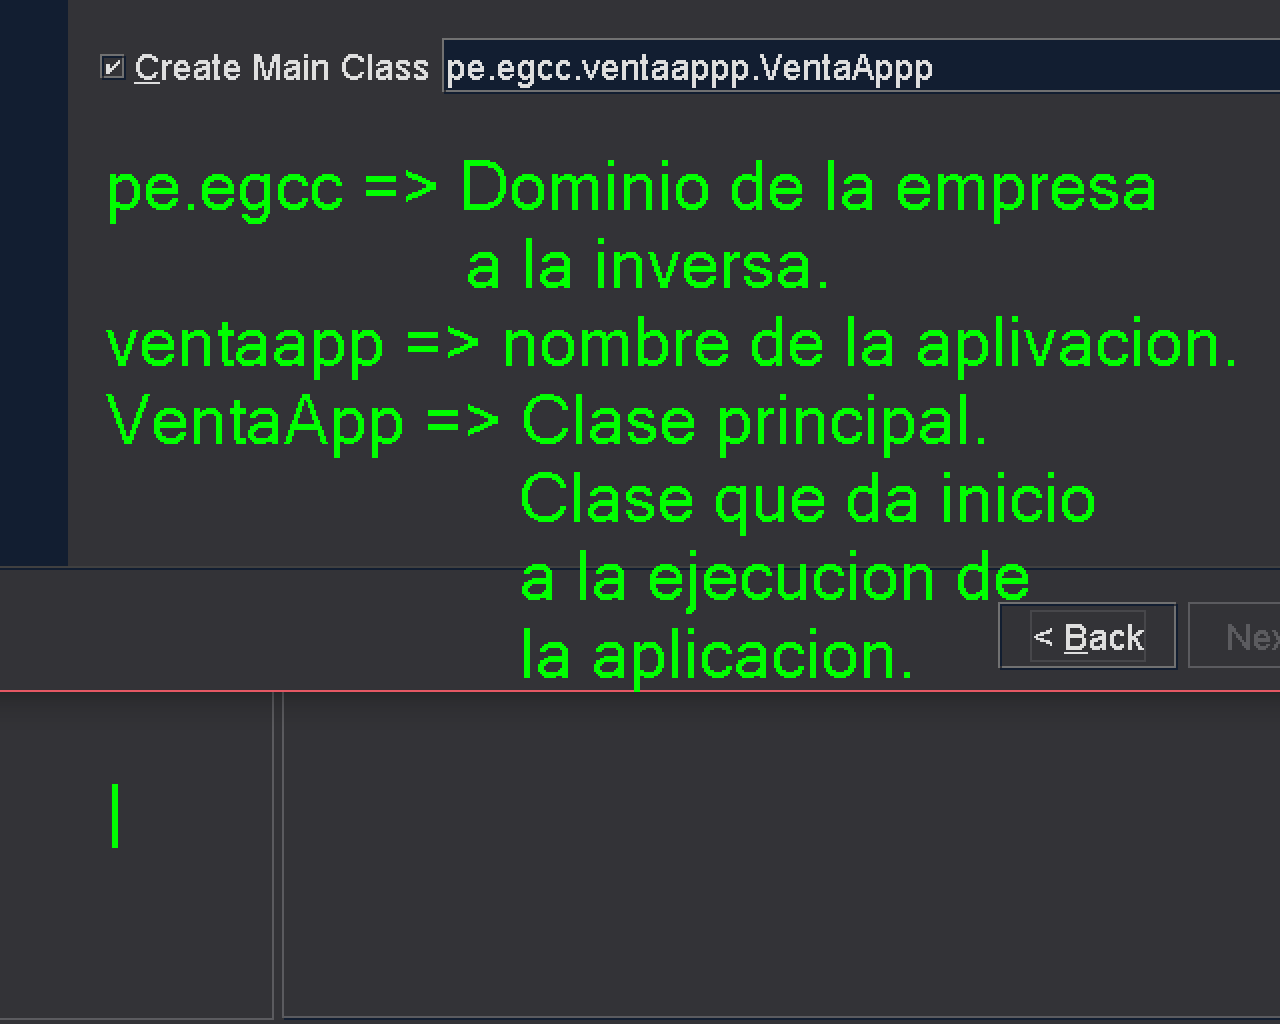 Create Main Class pe.egcc.ventaappp.VentaAppp
pe.egcc => Dominio de la empresa
a la inversa.
ventaapp => nombre de la aplivacion.
VentaApp => Clase principal.
Clase que da inicio
a la ejecucion de
la aplicacion.
< Back Nex